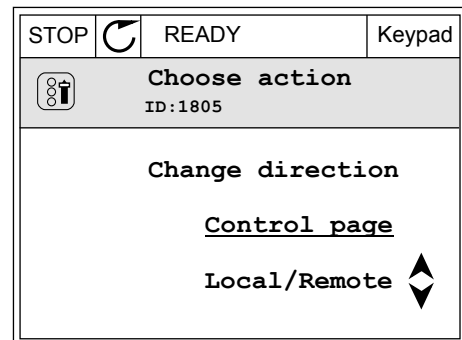 STOP READY Keypad
Choose action
ID:1805
Change direction
Control page
Local/Remote